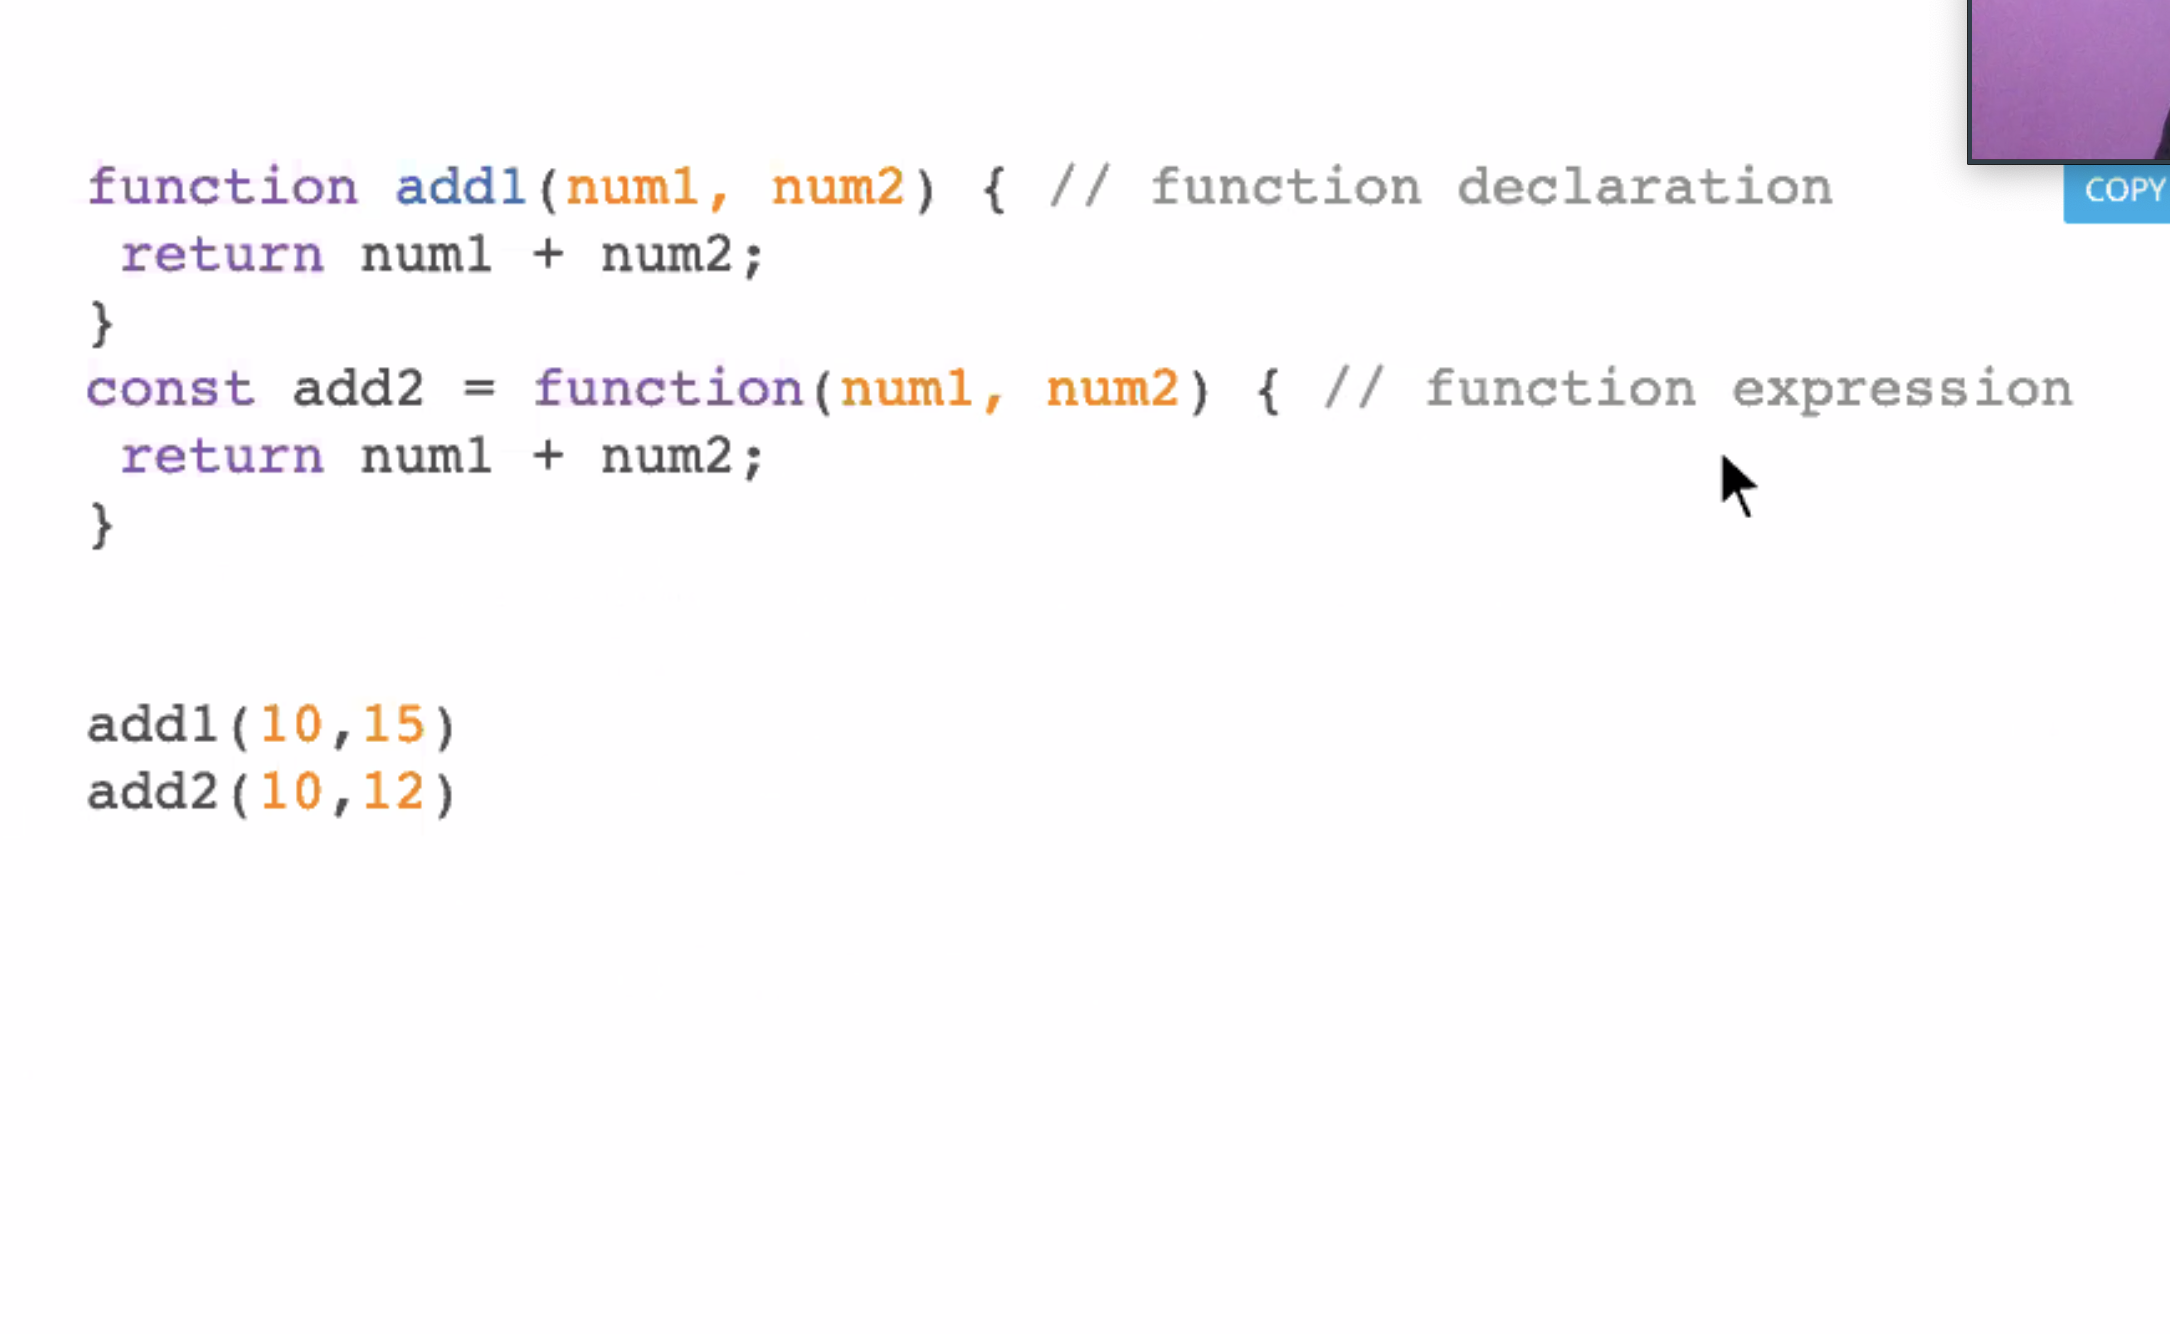 function add1(num1, num2) { // function declaration
 return num1 + num2;
}
const add2 = function(num1, num2) { // function expression
 return num1 + num2;
}
add1(10,15)
add2(10,12)
COPY